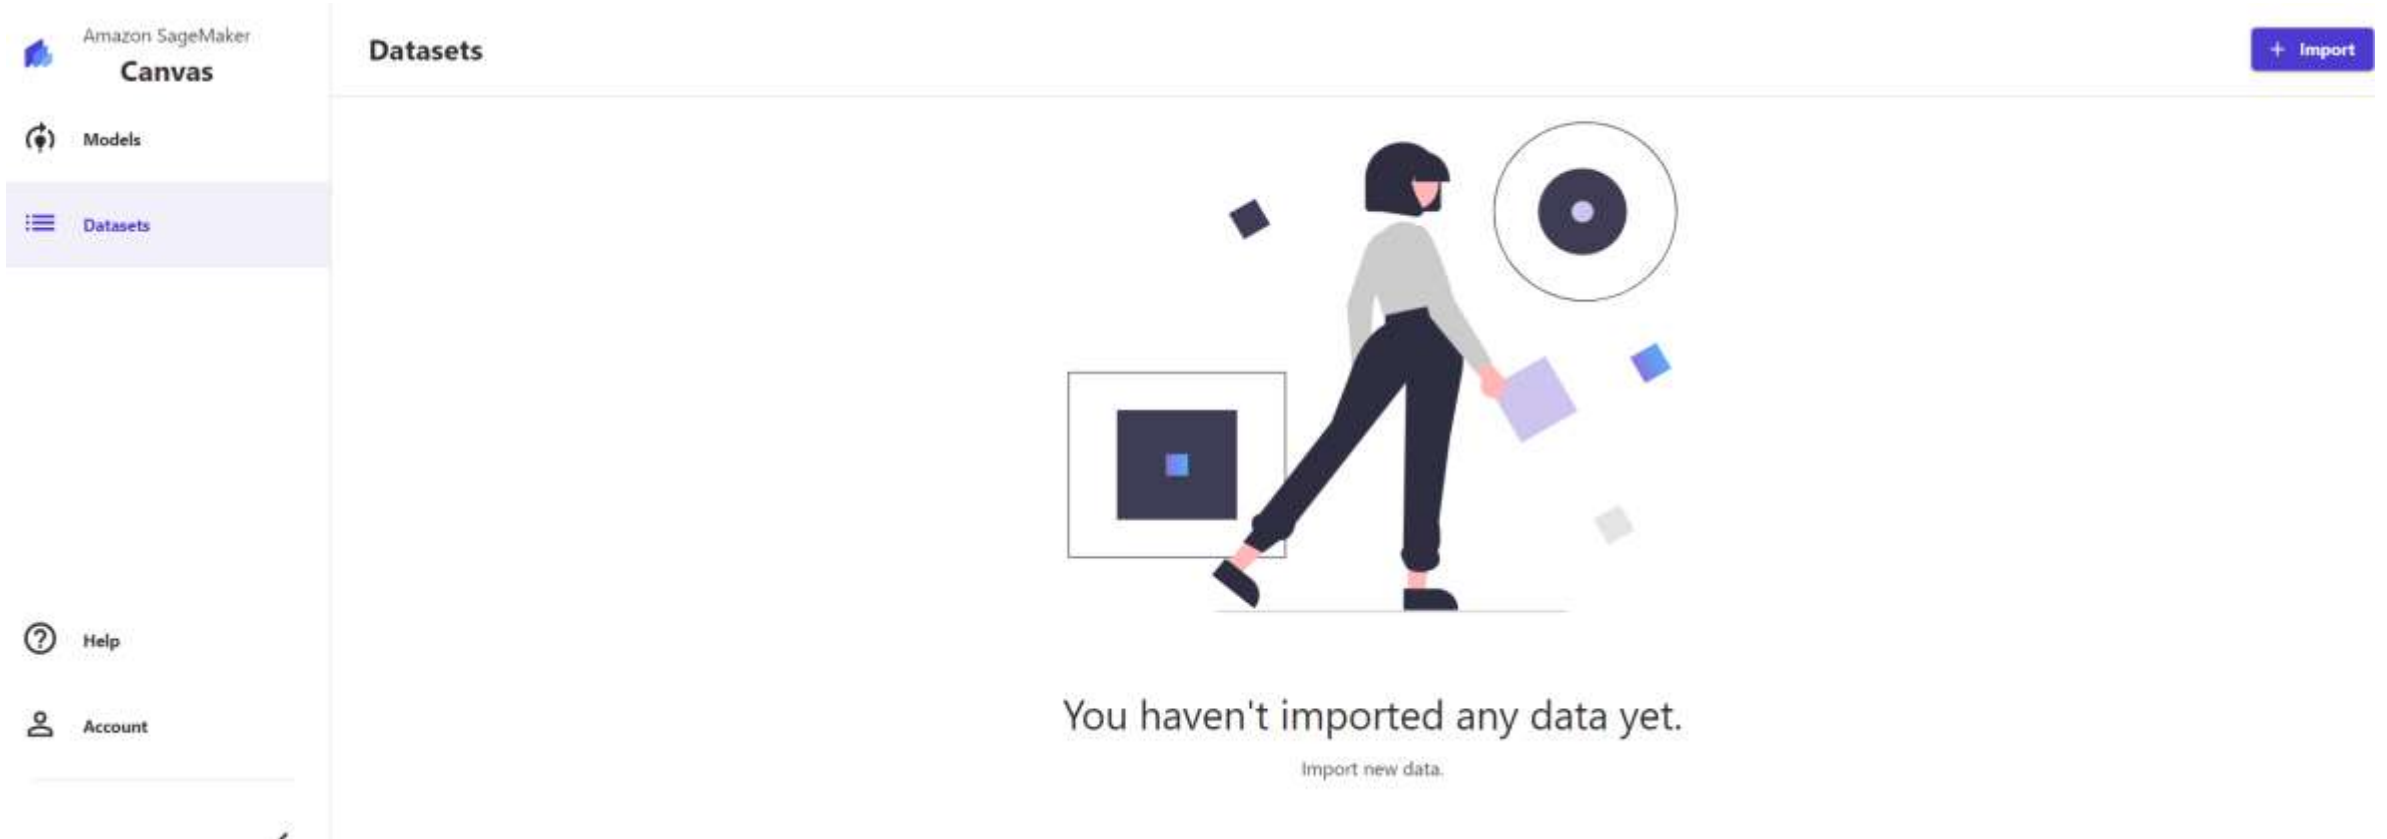 Amazon SageMaker
Canvas
Models
Datasets
Help
Account
Datasets
+ Import
You haven't imported any data yet.
Import new data.